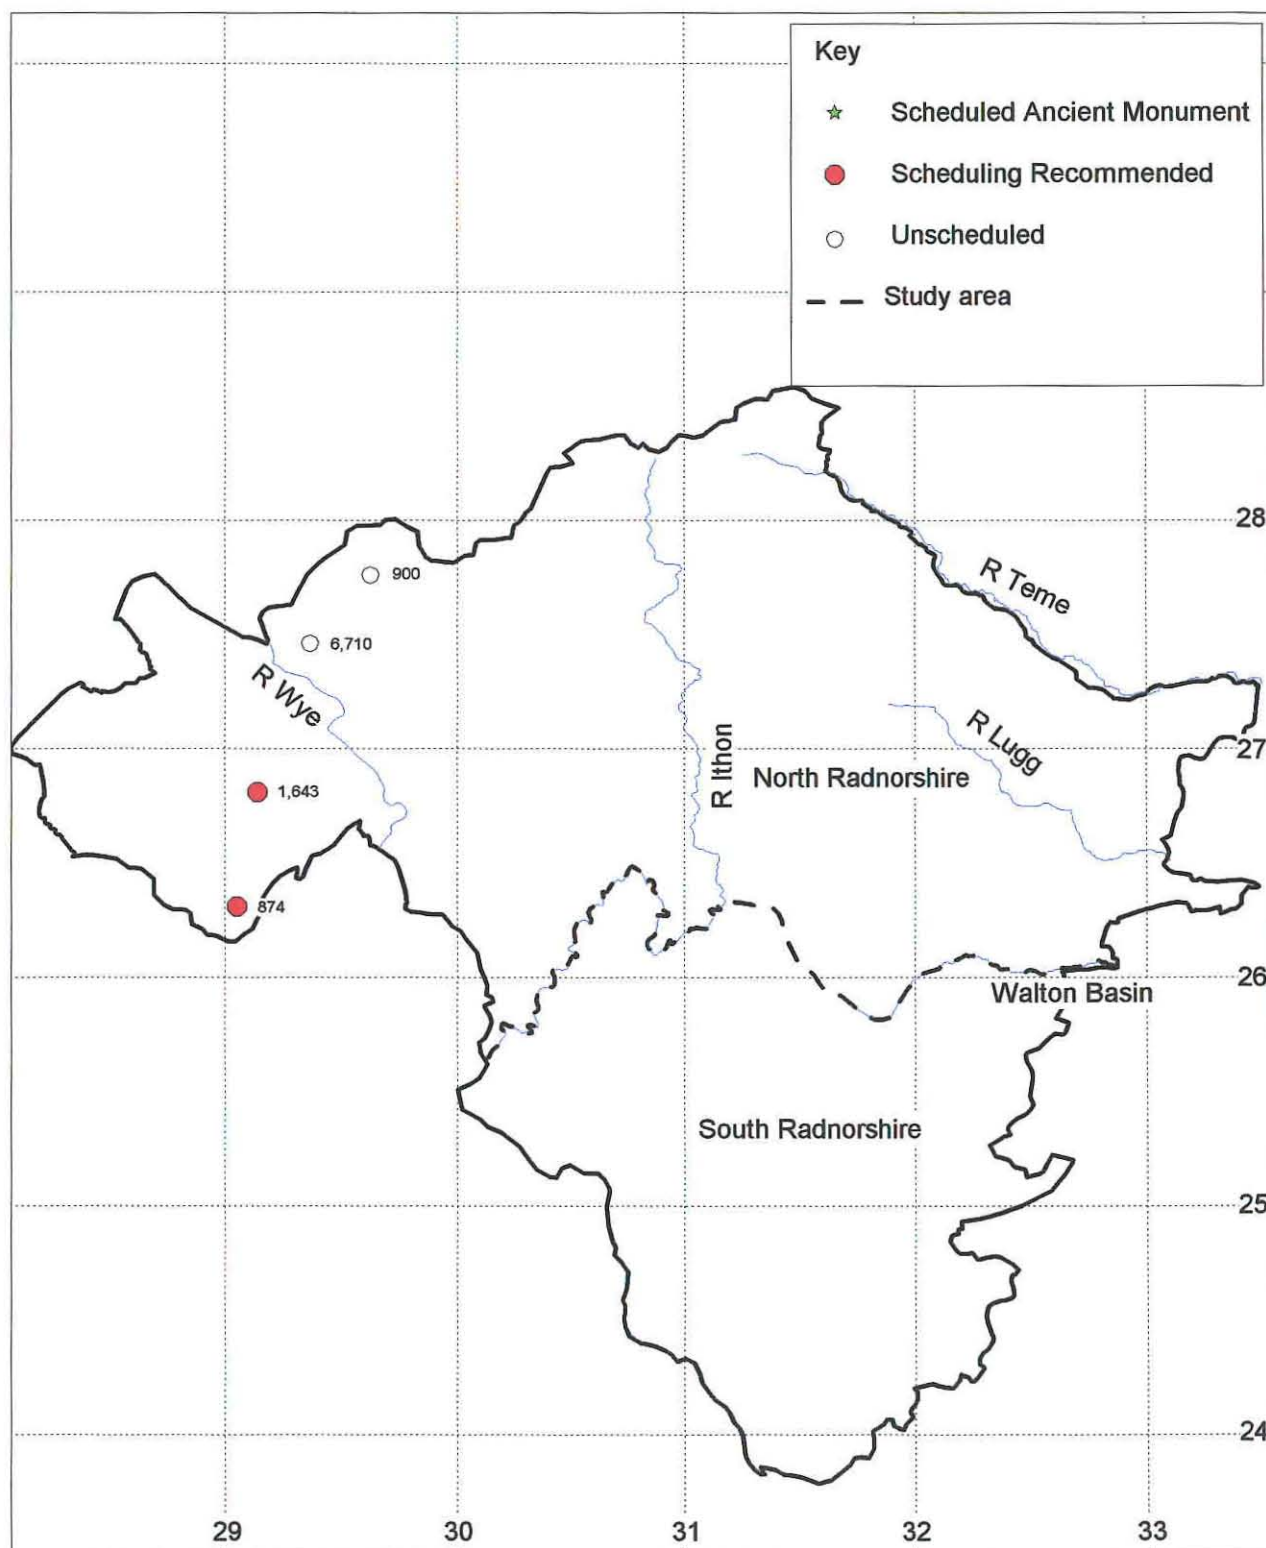 Key
Scheduled Ancient Monument
Scheduling Recommended
Unscheduled
Study area
28
900
R Teme
6,710
R Wye
R Lugg
27
R Ithon
North Radnorshire
1,643
874
26
Walton Basin
South Radnorshire
25
24
29 30 31 32 33